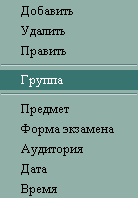 Добавить
Удалить
Править
Группа
Предмет
Форма экзамена
Аудитория
Дата
Время